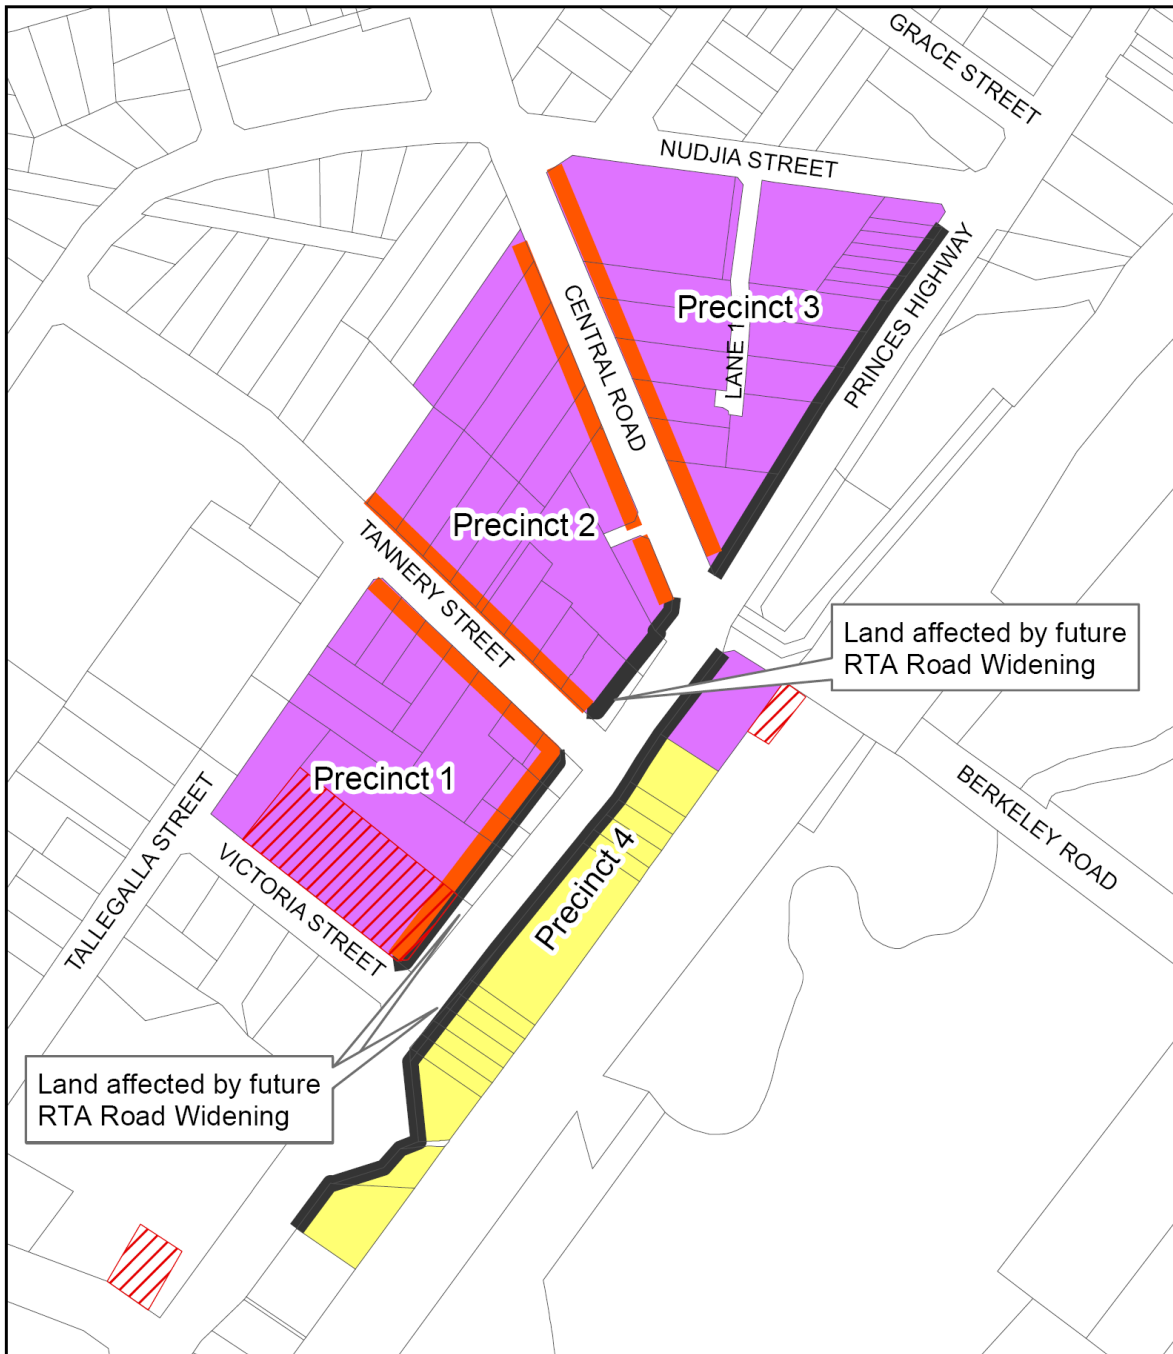 GRACE STREET
NUDJIA STREET
PRINCES HIGHWAY
Precinct 3
CENTRAL ROAD
LANE 1
Precinct 2
TANNERY STREET
Land affected by future
RTA Road Widening
Precinct 1
BERKELEY ROAD
TALLEGALLA STREET
VICTORIA STREET
Precinct 4
Land affected by future
RTA Road Widening